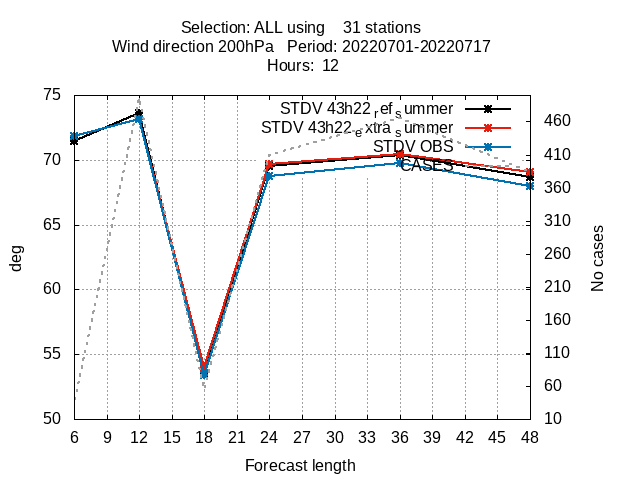 Selection: ALL using    31 stations
Wind direction 200hPa   Period: 20220701-20220717
Hours:  12
STDV 43h22refsummer
STDV 43h22extrasummer
STDV OBS
CASES
75
70
65
60
55
50
460
410
360
310
260
210
160
110
60
10
deg
No cases
6 9 12 15 18 21 24 27 30 33 36 39 42 45 48
Forecast length